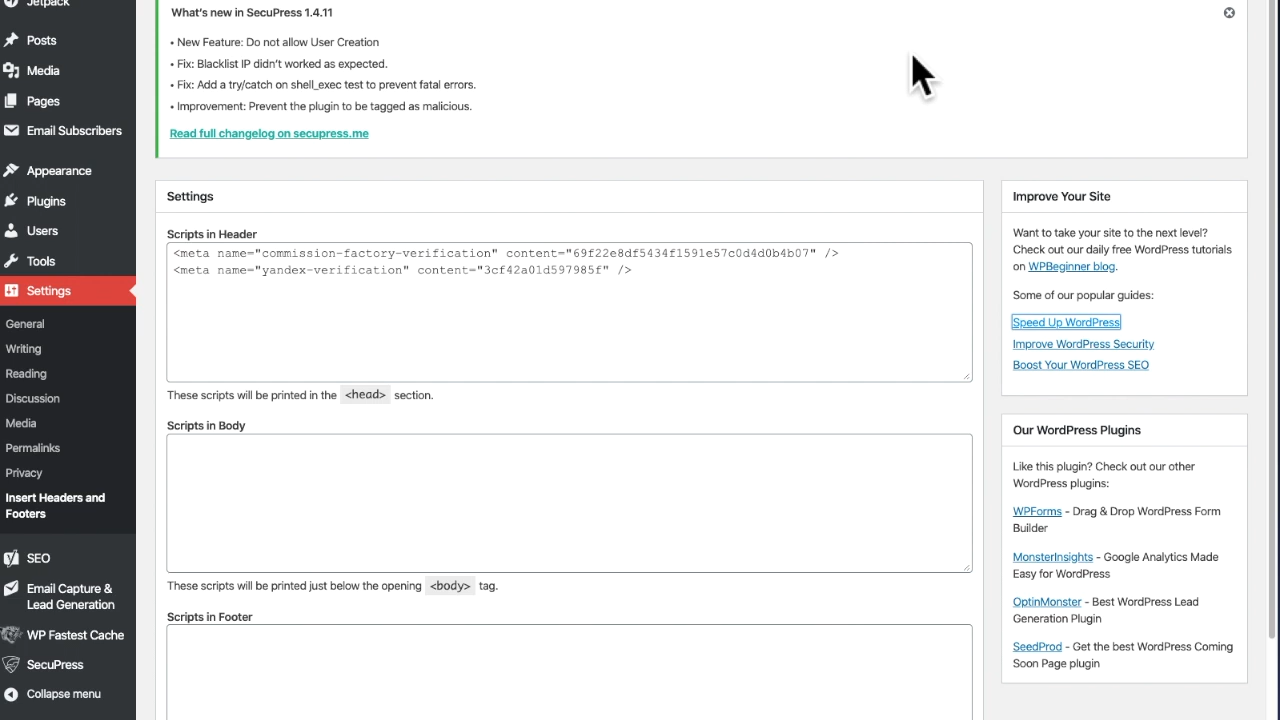 Jetpack
Posts
Media
Pages
Email Subscribers
Appearance
Plugins
Users
Tools
Settings
General
Writing
Reading
Discussion
Media
Permalinks
Privacy
Insert Headers and
Footers
SEO
Email Capture &
Lead Generation
WP Fastest Cache
SecuPress
Collapse menu
What's new in SecuPress 1.4.11
• New Feature: Do not allow User Creation
• Fix: Blacklist IP didn't worked as expected.
• Fix: Add a try/catch on shell_exec test to prevent fatal errors.
• Improvement: Prevent the plugin to be tagged as malicious.
Read full changelog on secupress.me
Settings
Scripts in Header
<meta name="commission-factory-verification" content="69f22e8df5434f1591e57c0d4d0b4b07" />
<meta name="yandex-verification" content="3cf42a01d597985f" />
These scripts will be printed in the <head> section.
Scripts in Body
These scripts will be printed just below the opening <body> tag.
Scripts in Footer
Improve Your Site
Want to take your site to the next level?
Check out our daily free WordPress tutorials
on WPBeginner blog.
Some of our popular guides:
Speed Up WordPress
Improve WordPress Security
Boost Your WordPress SEO
Our WordPress Plugins
Like this plugin? Check out our other
WordPress plugins:
WPForms - Drag & Drop WordPress Form
Builder
MonsterInsights - Google Analytics Made
Easy for WordPress
OptinMonster - Best WordPress Lead
Generation Plugin
SeedProd - Get the best WordPress Coming
Soon Page plugin